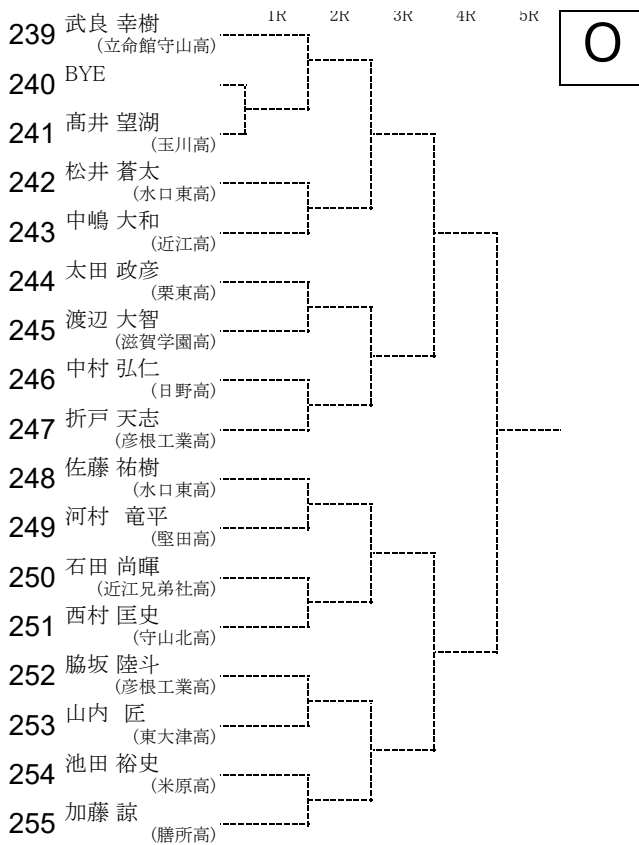 1R 2R 3R 4R 5R
O
239 武良 幸樹
(立命館守山高)
240 BYE
241 髙井 望湖
(玉川高)
242 松井 蒼太
(水口東高)
243 中嶋 大和
(近江高)
244 太田 政彦
(栗東高)
245 渡辺 大智
(滋賀学園高)
246 中村 弘仁
(日野高)
247 折戸 天志
(彦根工業高)
248 佐藤 祐樹
(水口東高)
249 河村 竜平
(堅田高)
250 石田 尚暉
(近江兄弟社高)
251 西村 匡史
(守山北高)
252 脇坂 陸斗
(彦根工業高)
253 山内 匠
(東大津高)
254 池田 裕史
(米原高)
255 加藤 諒
(膳所高)